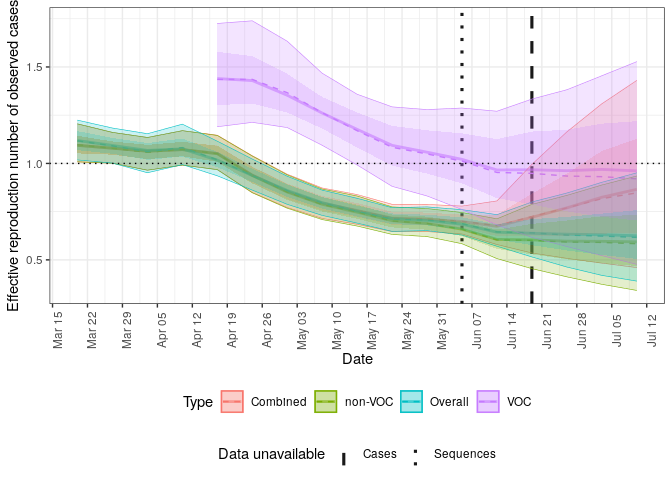 Effective reproduction number of observed cases
1.5
1.0
0.5
Mar 15
Mar 22
Mar 29
Apr 05
Apr 12
Apr 19
Apr 26
May 03
May 10
May 17
May 24
May 31
Jun 07
Jun 14
Jun 21
Jun 28
Jul 05
Jul 12
Date
Type Combined non-VOC Overall VOC
Data unavailable Cases Sequences